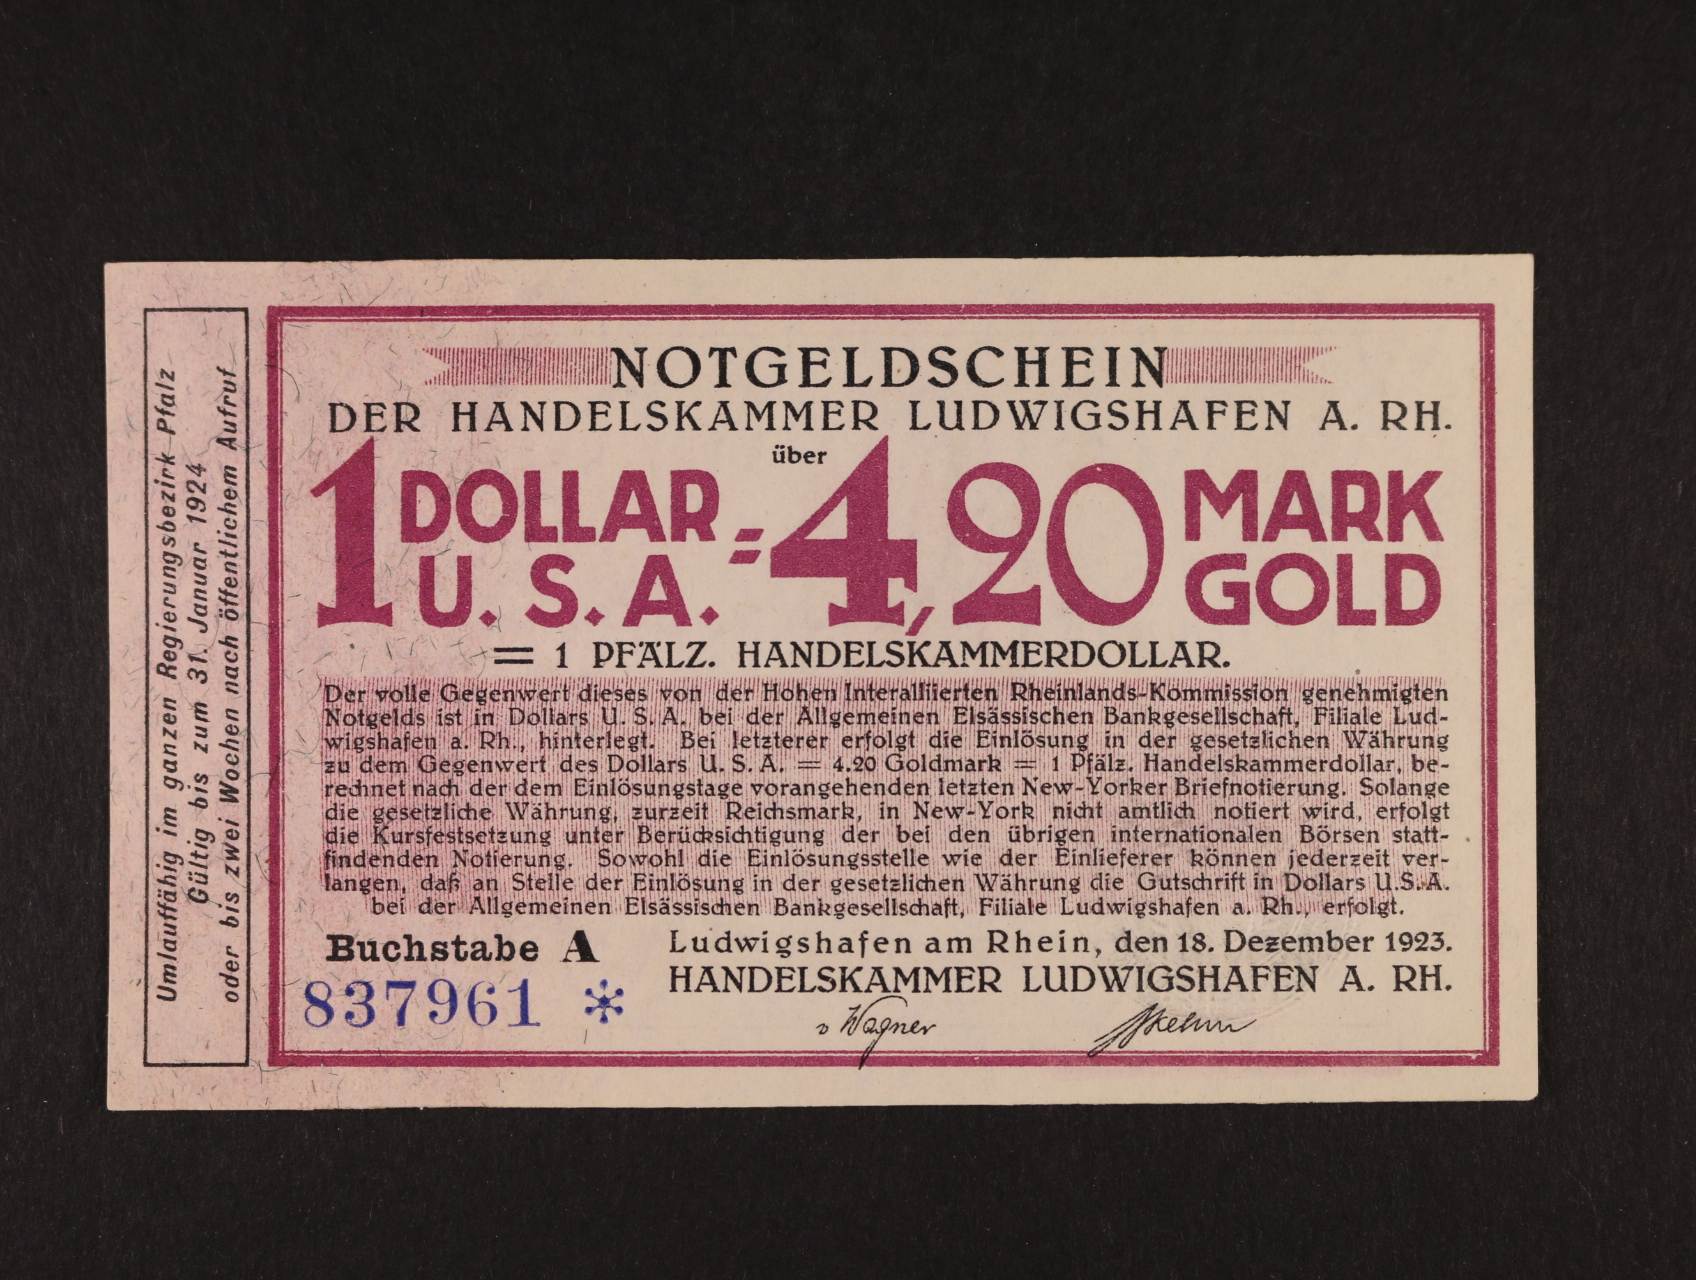 Umlauffähig im ganzen Regierungsbezirk Pfalz
Gültig bis zum 31. Januar 1924
oder bis zwei Wochen nach öffentlichem Aufruf
NOTGELDSCHEIN
DER HANDELSKAMMER LUDWIGSHAFEN A. RH.
über
1 DOLLAR U. S. A. = 4,20 MARK GOLD
= 1 PFÄLZ. HANDELSKAMMERDOLLAR.
Der volle Gegenwert dieses von der Hohen Interalliierten Rheinlands-Kommission genehmigten
Notgelds ist in Dollars U. S. A. bei der Allgemeinen Elsässischen Bankgesellschaft, Filiale Lud-
wigshafen a. Rh., hinterlegt. Bei letzterer erfolgt die Einlösung in der gesetzlichen Währung
zu dem Gegenwert des Dollars U. S. A. = 4.20 Goldmark = 1 Pfälz. Handelskammerdollar, be-
rechnet nach der dem Einlösungstage vorangehenden letzten New-Yorker Briefnotierung. Solange
die gesetzliche Währung, zurzeit Reichsmark, in New-York nicht amtlich notiert wird, erfolgt
die Kursfestsetzung unter Berücksichtigung der bei den übrigen internationalen Börsen statt-
findenden Notierung. Sowohl die Einlösungsstelle wie der Einlieferer können jederzeit ver-
langen, daß an Stelle der Einlösung in der gesetzlichen Währung die Gutschrift in Dollars U.S.A.
bei der Allgemeinen Elsässischen Bankgesellschaft, Filiale Ludwigshafen a. Rh., erfolgt.
Buchstabe A
837961 *
Ludwigshafen am Rhein, den 18. Dezember 1923.
HANDELSKAMMER LUDWIGSHAFEN A. RH.
v Wagner